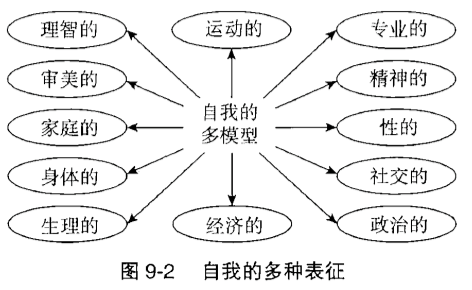 理智的
运动的
专业的
审美的
精神的
自我的
多模型
家庭的
性的
身体的
社交的
生理的
经济的
政治的
图 9-2 自我的多种表征